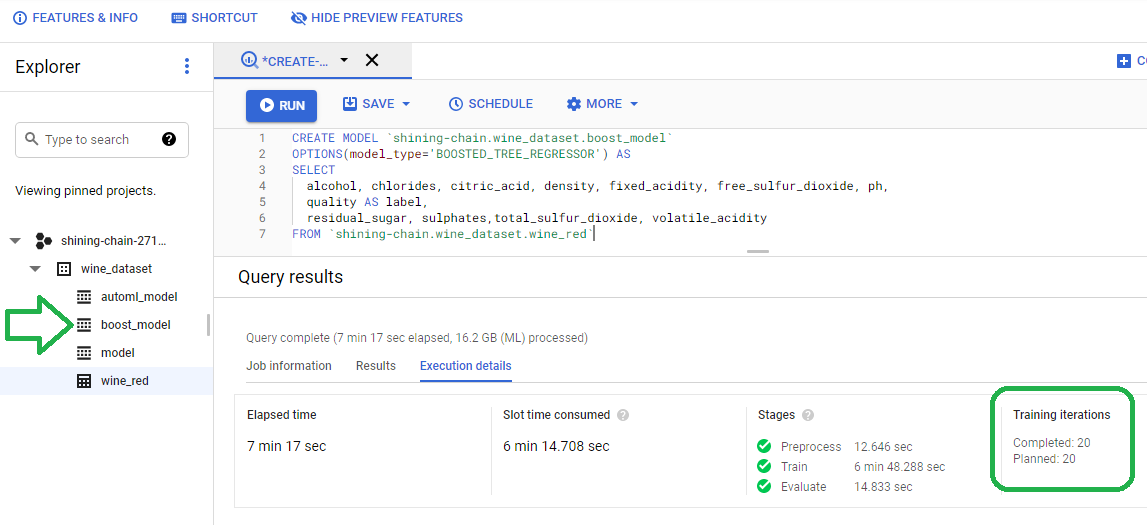 FEATURES & INFO
SHORTCUT
HIDE PREVIEW FEATURES
Explorer
*CREATE-...
RUN
SAVE
SCHEDULE
MORE
Type to search
Viewing pinned projects.
shining-chain-271...
wine_dataset
automl_model
boost_model
model
wine_red
1 CREATE MODEL `shining-chain.wine_dataset.boost_model`
2 OPTIONS(model_type='BOOSTED_TREE_REGRESSOR') AS
3 SELECT
4 alcohol, chlorides, citric_acid, density, fixed_acidity, free_sulfur_dioxide, ph,
5 quality AS label,
6 residual_sugar, sulphates,total_sulfur_dioxide, volatile_acidity
7 FROM `shining-chain.wine_dataset.wine_red`
Query results
Query complete (7 min 17 sec elapsed, 16.2 GB (ML) processed)
Job information
Results
Execution details
Elapsed time
7 min 17 sec
Slot time consumed
6 min 14.708 sec
Stages
Preprocess 12.646 sec
Train 6 min 48.288 sec
Evaluate 14.833 sec
Training iterations
Completed: 20
Planned: 20